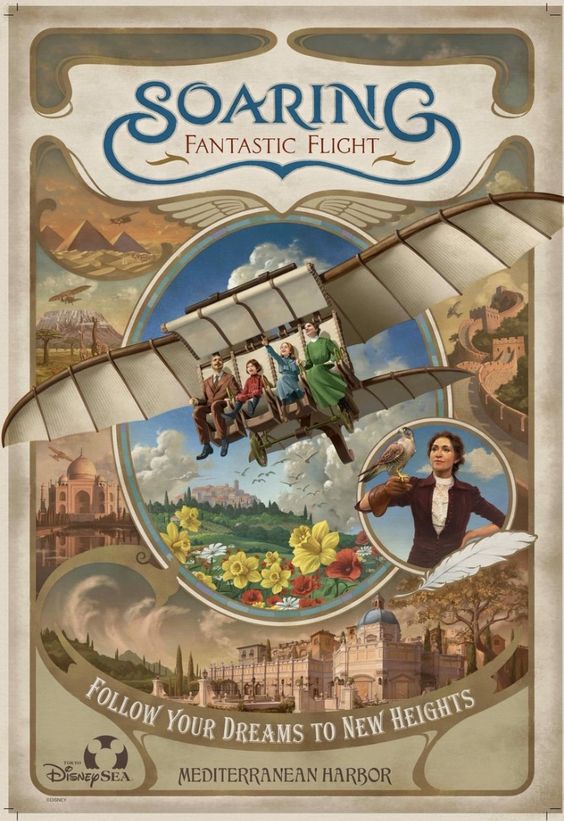 SOARING
FANTASTIC FLIGHT
FOLLOW YOUR DREAMS TO NEW HEIGHTS
TOKYO
DISNEYSEA
MEDITERRANEAN HARBOR
©DISNEY